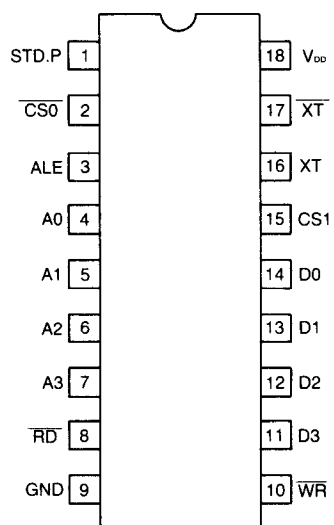 STD.P 1 18 VDD
CS0 2 17 XT
ALE 3 16 XT
A0 4 15 CS1
A1 5 14 D0
A2 6 13 D1
A3 7 12 D2
RD 8 11 D3
GND 9 10 WR